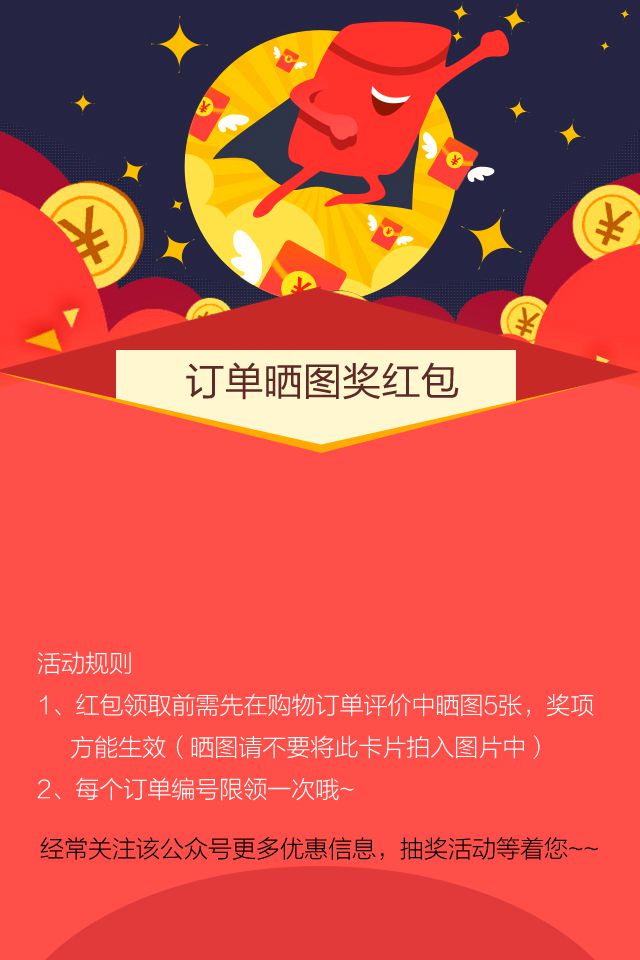 订单晒图奖红包
活动规则
1、红包领取前需先在购物订单评价中晒图5张，奖项
方能生效（晒图请不要将此卡片拍入图片中）
2、每个订单编号限领一次哦~
经常关注该公众号更多优惠信息，抽奖活动等着您~~